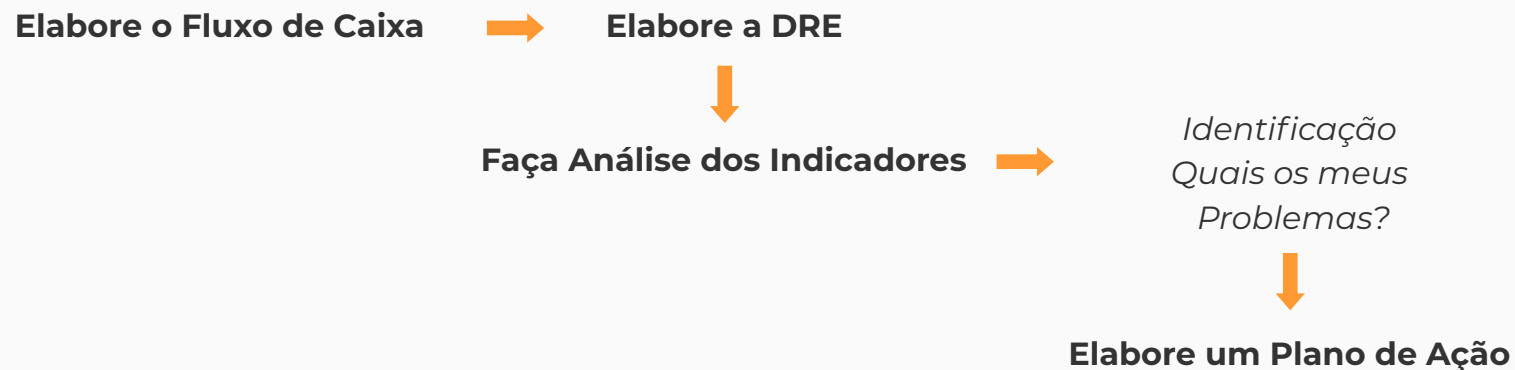 Elabore o Fluxo de Caixa
Elabore a DRE
Faça Análise dos Indicadores
Identificação
Quais os meus
Problemas?
Elabore um Plano de Ação